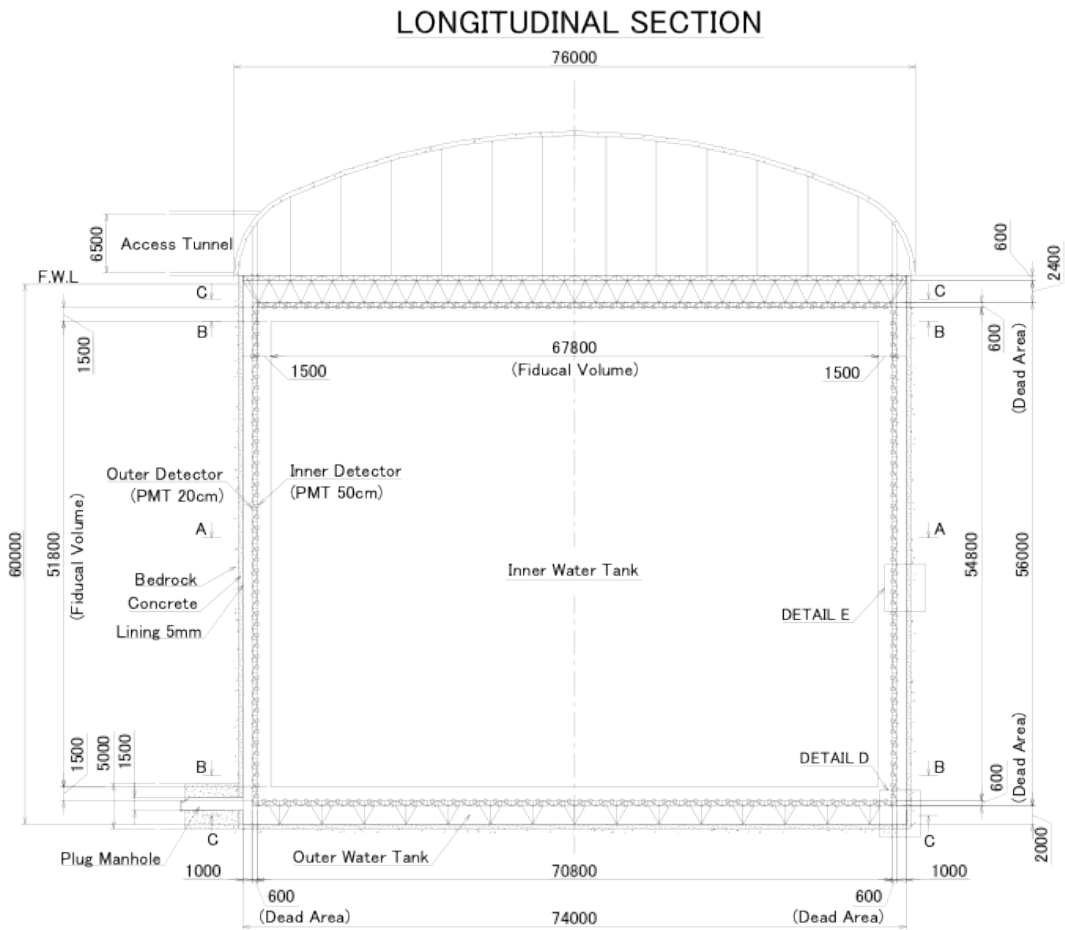 LONGITUDINAL SECTION
76000
6500
Access Tunnel
600
2400
F.W.L
C
C
B
B
1500
67800
(Fiducal Volume)
1500
1500
600
(Dead Area)
Outer Detector
(PMT 20cm)
Inner Detector
(PMT 50cm)
A
A
60000
51800
(Fiducal Volume)
Inner Water Tank
54800
56000
Bedrock
Concrete
Lining 5mm
DETAIL E
1500
5000
1500
B
B
DETAIL D
600
(Dead Area)
Plug Manhole
C
Outer Water Tank
C
2000
1000
70800
1000
600
(Dead Area)
600
(Dead Area)
74000